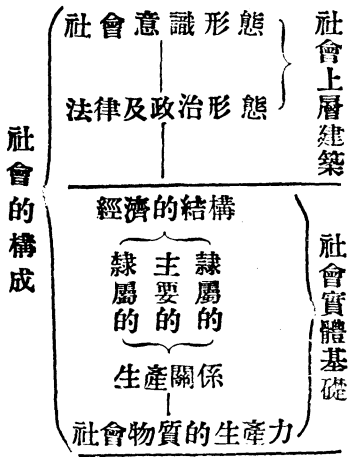 社會的構成
社會意識形態
法律及政治形態
社會上層建築
經濟的結構
隸屬的
主要的
隸屬的
生產關係
社會物質的生產力
社會實體基礎